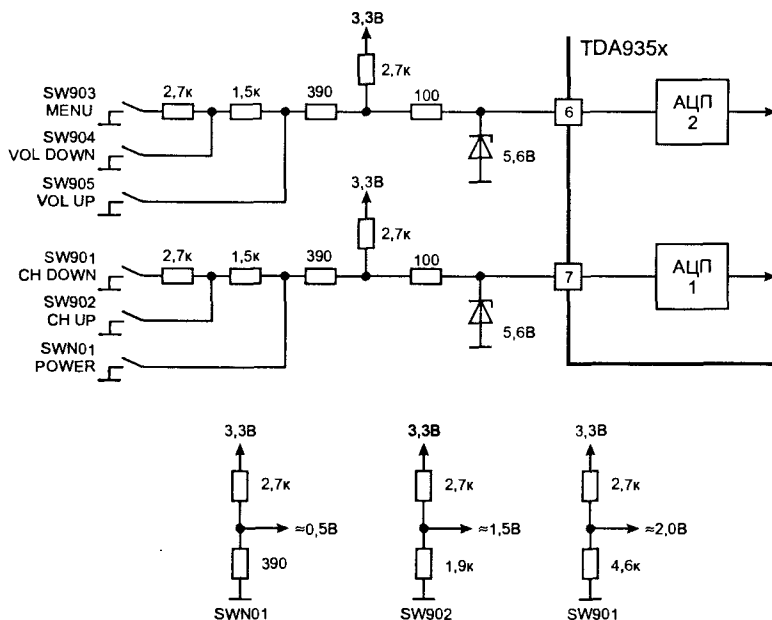 3,3В
TDA935x
2,7к
SW903
MENU
2,7к
1,5к
390
100
6
АЦП
2
SW904
VOL DOWN
5,6В
SW905
VOL UP
3,3В
2,7к
SW901
CH DOWN
2,7к
1,5к
390
100
7
АЦП
1
SW902
CH UP
5,6В
SWN01
POWER
3,3В
3,3В
3,3В
2,7к
2,7к
2,7к
≈0,5В
≈1,5В
≈2,0В
390
1,9к
4,6к
SWN01
SW902
SW901